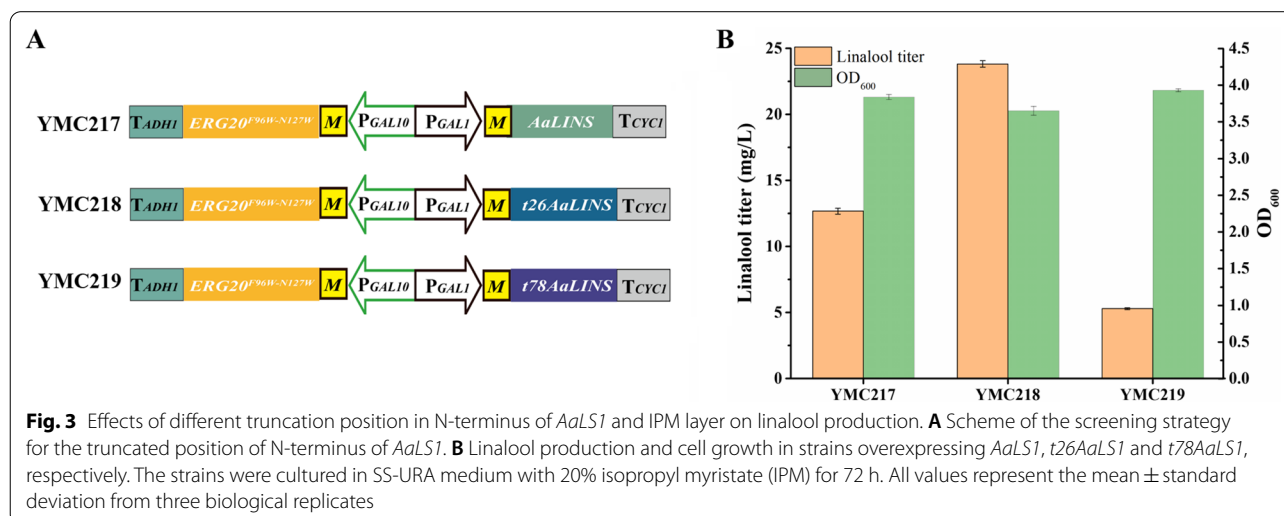 A
YMC217 TADH1 ERG20F96W-N127W M PGAL10 PGAL1 M AaLINS TCYC1
YMC218 TADH1 ERG20F96W-N127W M PGAL10 PGAL1 M t26AaLINS TCYC1
YMC219 TADH1 ERG20F96W-N127W M PGAL10 PGAL1 M t78AaLINS TCYC1
B
Linalool titer
OD600
Linalool titer (mg/L)
25
20
15
10
5
0
OD600
4.5
4.0
3.5
3.0
2.5
2.0
1.5
1.0
0.5
0.0
YMC217 YMC218 YMC219
Fig. 3 Effects of different truncation position in N-terminus of AaLS1 and IPM layer on linalool production. A Scheme of the screening strategy
for the truncated position of N-terminus of AaLS1. B Linalool production and cell growth in strains overexpressing AaLS1, t26AaLS1 and t78AaLS1,
respectively. The strains were cultured in SS-URA medium with 20% isopropyl myristate (IPM) for 72 h. All values represent the mean ± standard
deviation from three biological replicates